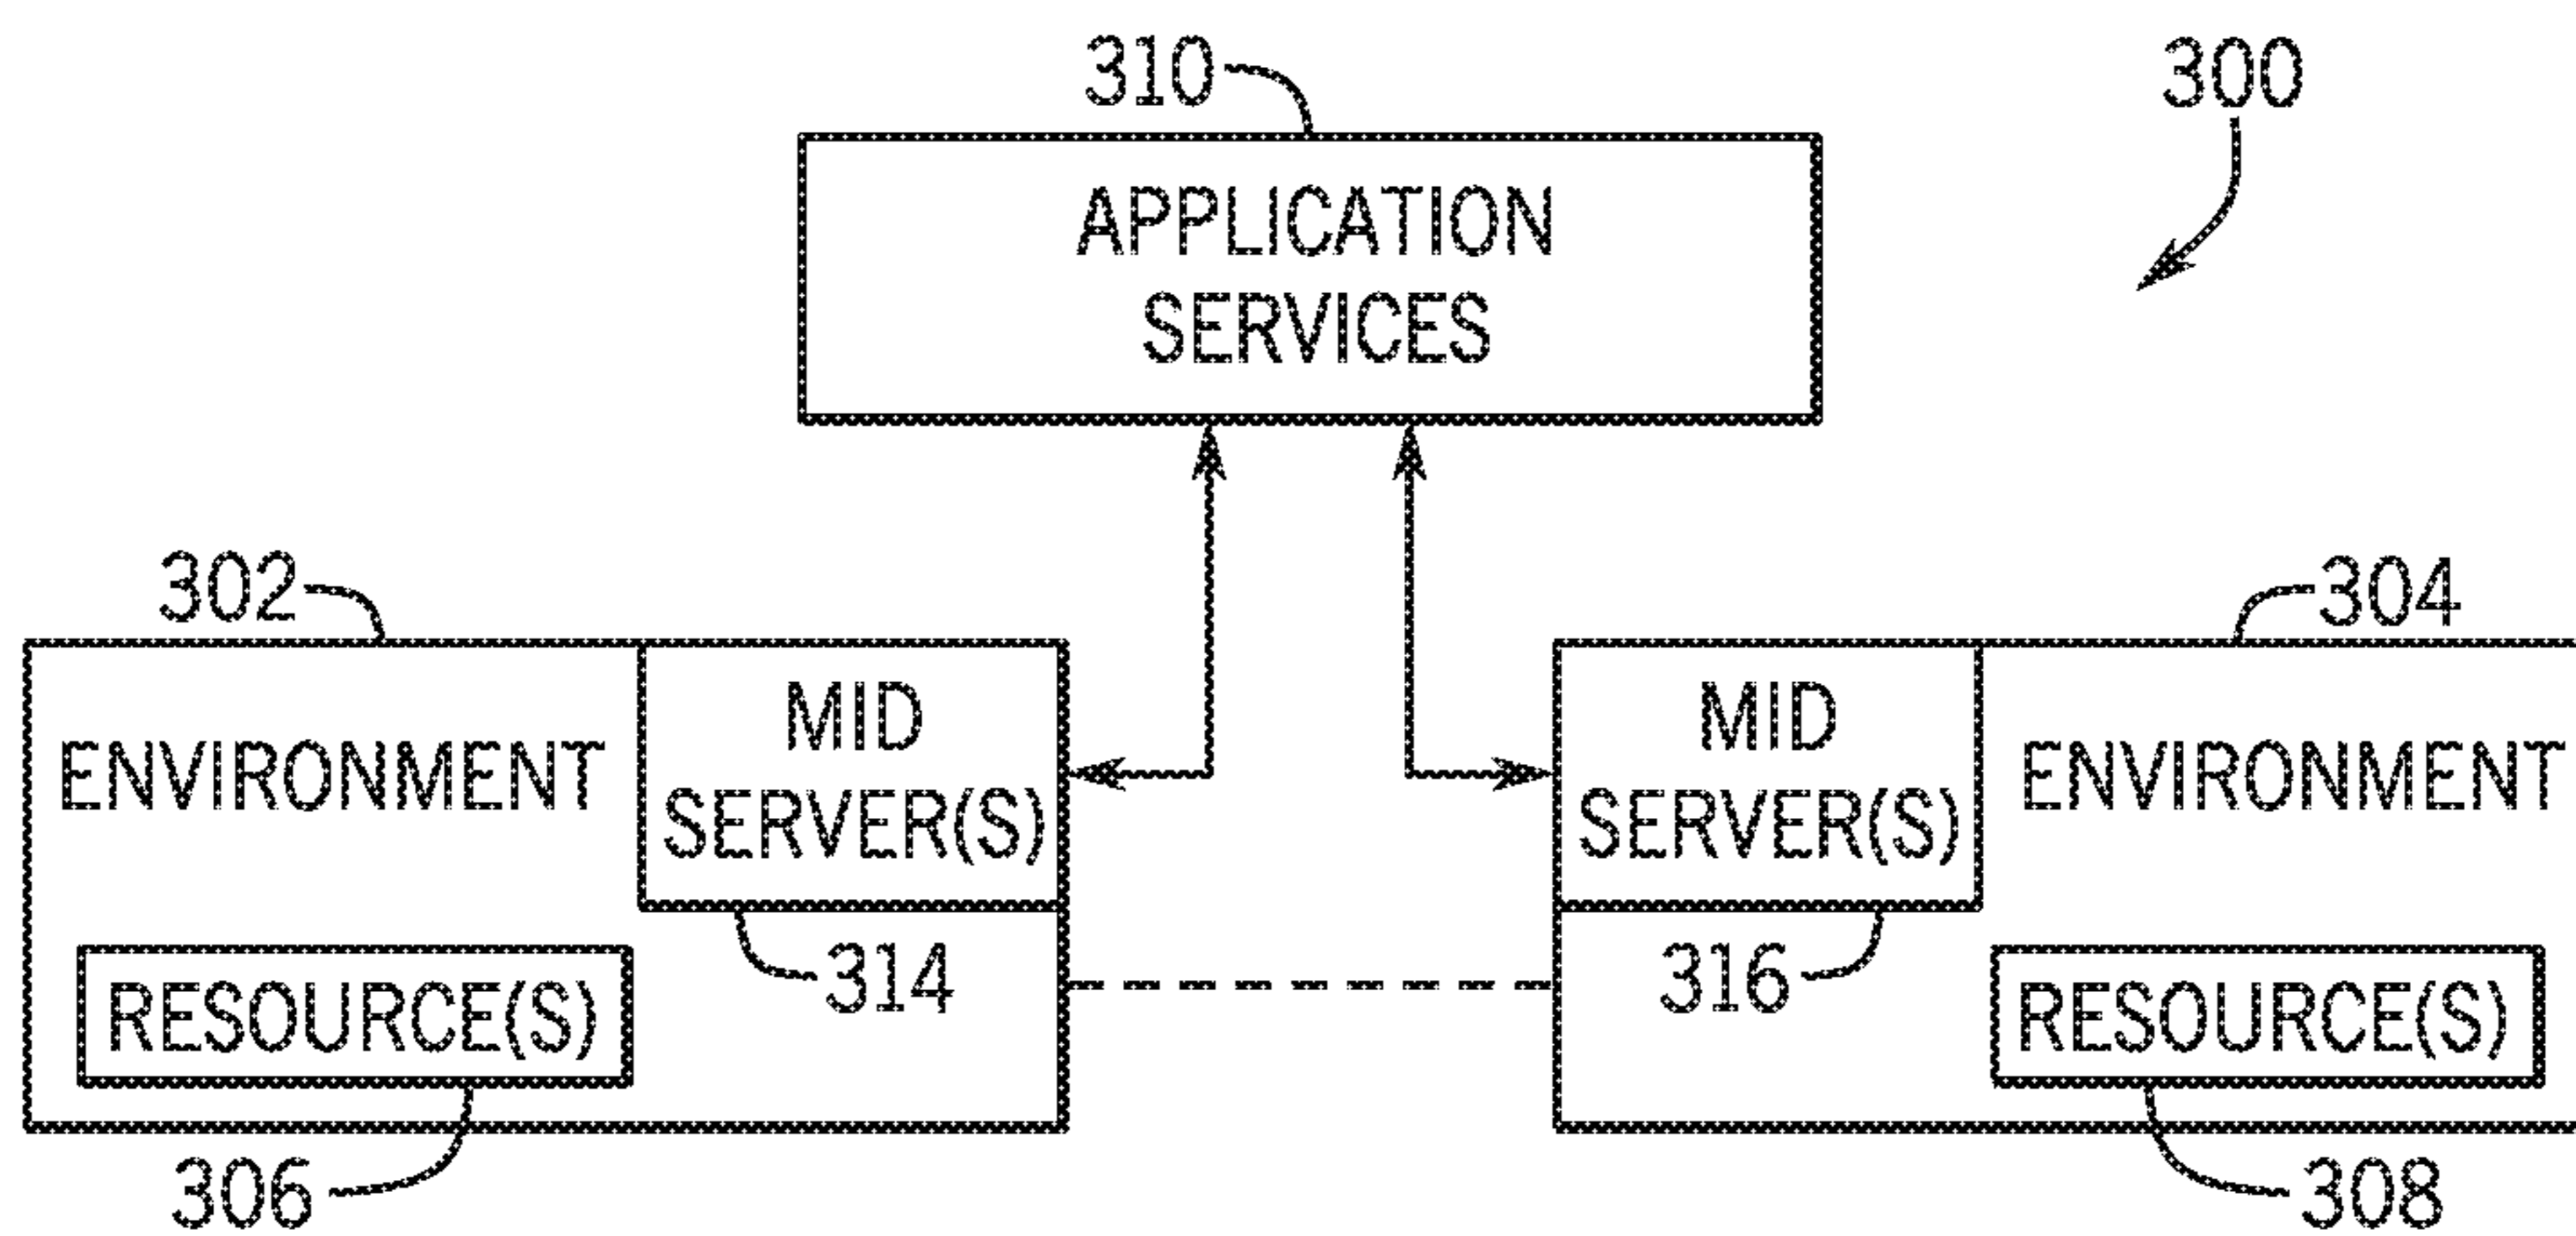 310
300
APPLICATION
SERVICES
302
304
ENVIRONMENT
MID
SERVER(S)
MID
SERVER(S)
ENVIRONMENT
314
316
RESOURCE(S)
RESOURCE(S)
306
308